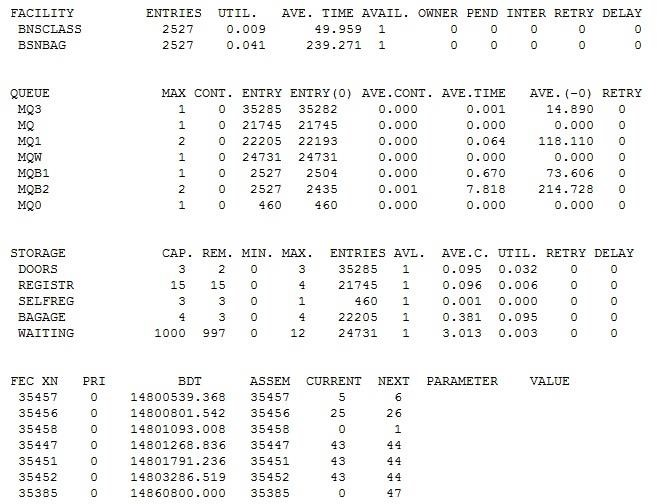 FACILITY ENTRIES UTIL. AVE. TIME AVAIL. OWNER PEND INTER RETRY DELAY
BNSCLASS 2527 0.009 49.959 1 0 0 0 0 0
BSNBAG 2527 0.041 239.271 1 0 0 0 0 0
QUEUE MAX CONT. ENTRY ENTRY(0) AVE.CONT. AVE.TIME AVE.(-0) RETRY
MQ3 1 0 35285 35282 0.000 0.001 14.890 0
MQ 1 0 21745 21745 0.000 0.000 0.000 0
MQ1 2 0 22205 22193 0.000 0.064 118.110 0
MQW 1 0 24731 24731 0.000 0.000 0.000 0
MQB1 1 0 2527 2504 0.000 0.670 73.606 0
MQB2 2 0 2527 2435 0.001 7.818 214.728 0
MQ0 1 0 460 460 0.000 0.000 0.000 0
STORAGE CAP. REM. MIN. MAX. ENTRIES AVL. AVE.C. UTIL. RETRY DELAY
DOORS 3 2 0 3 35285 1 0.095 0.032 0 0
REGISTR 15 15 0 4 21745 1 0.096 0.006 0 0
SELFREG 3 3 0 1 460 1 0.001 0.000 0 0
BAGAGE 4 3 0 4 22205 1 0.381 0.095 0 0
WAITING 1000 997 0 12 24731 1 3.013 0.003 0 0
FEC XN PRI BDT ASSEM CURRENT NEXT PARAMETER VALUE
35457 0 14800539.368 35457 5 6
35456 0 14800801.542 35456 25 26
35458 0 14801093.008 35458 0 1
35447 0 14801268.836 35447 43 44
35451 0 14801791.236 35451 43 44
35452 0 14803286.519 35452 43 44
35385 0 14860800.000 35385 0 47